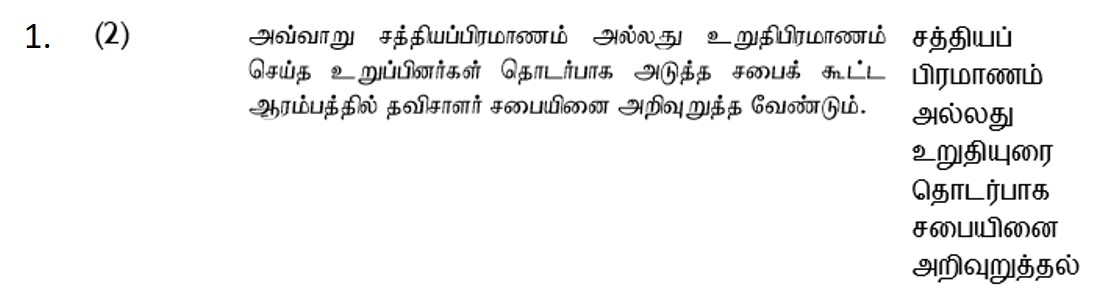 1. (2) அவ்வாறு சத்தியப்பிரமாணம் அல்லது உறுதிபிரமாணம்
செய்த உறுப்பினர்கள் தொடர்பாக அடுத்த சபைக் கூட்ட
ஆரம்பத்தில் தவிசாளர் சபையினை அறிவுறுத்த வேண்டும்.
சத்தியப்
பிரமாணம்
அல்லது
உறுதியுரை
தொடர்பாக
சபையினை
அறிவுறுத்தல்